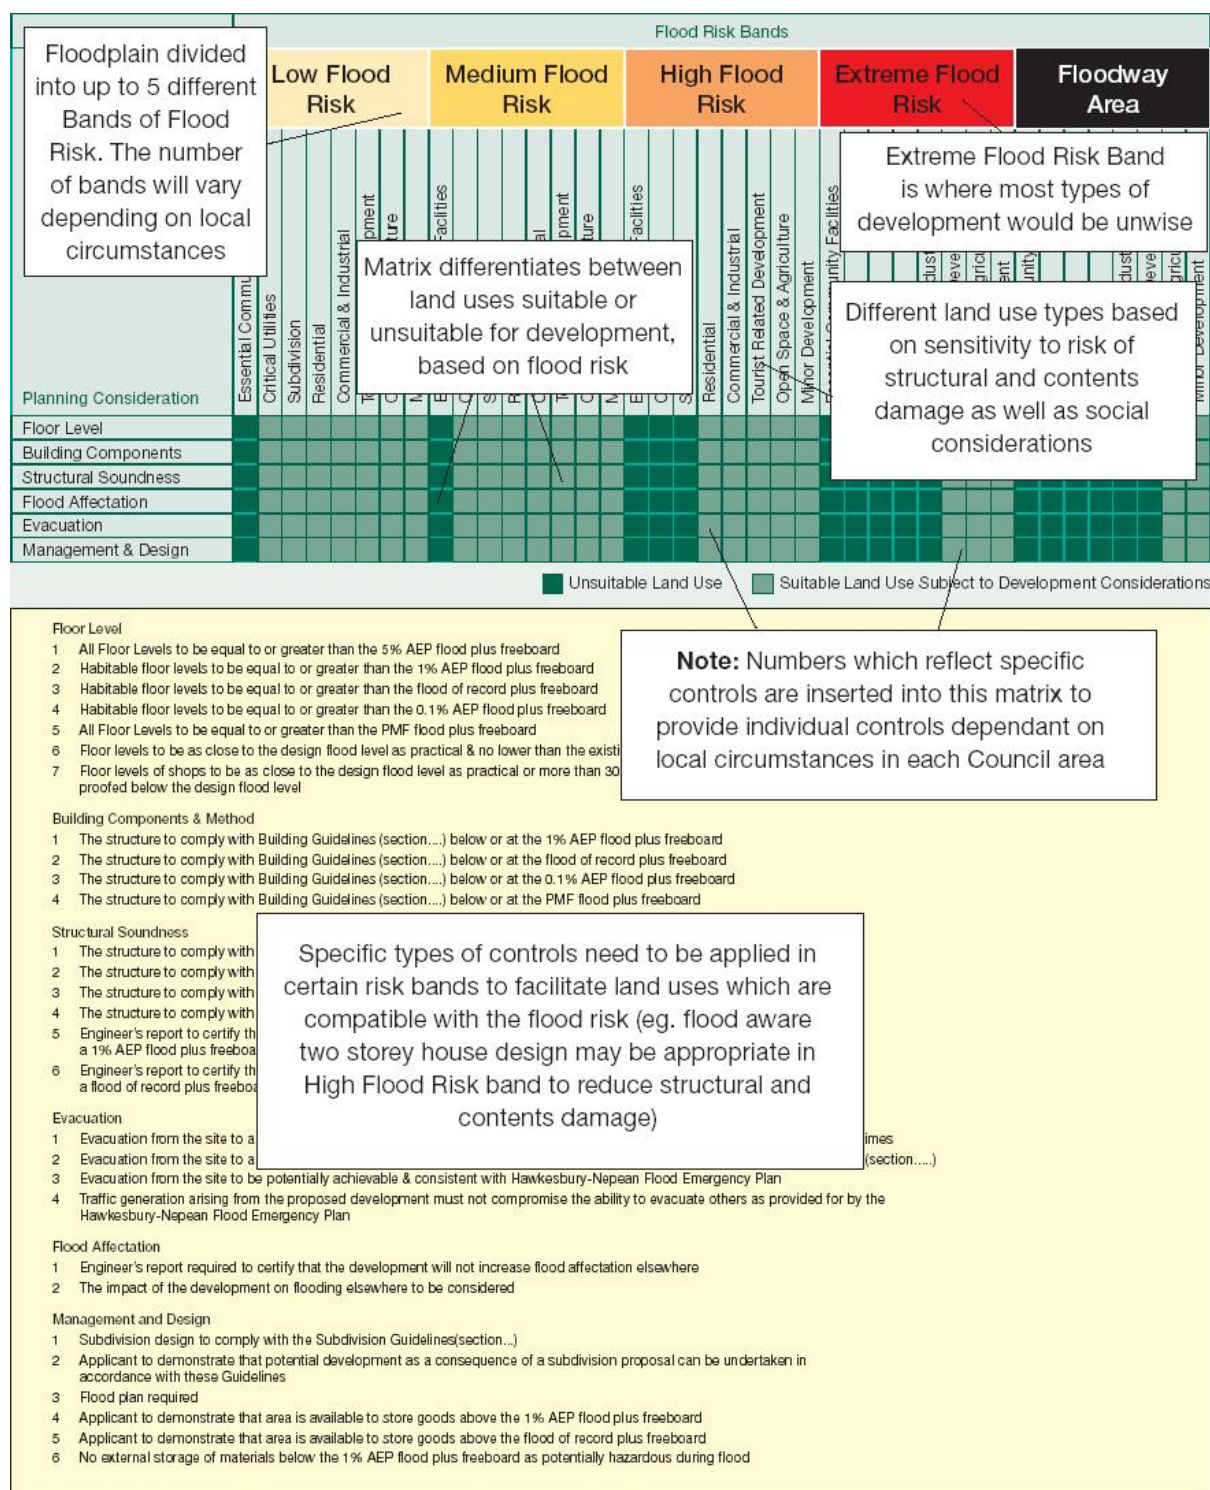 Flood Risk Bands
Floodplain divided
into up to 5 different
Bands of Flood
Risk. The number
of bands will vary
depending on local
circumstances
Low Flood
Risk
Medium Flood
Risk
High Flood
Risk
Extreme Flood
Risk
Floodway
Area
Extreme Flood Risk Band
is where most types of
development would be unwise
Matrix differentiates between
land uses suitable or
unsuitable for development,
based on flood risk
Different land use types based
on sensitivity to risk of
structural and contents
damage as well as social
considerations
Planning Consideration
Essential
Critical Utilities
Subdivision
Residential
Commercial & Industrial
Facilities
Facilities
Residential
Commercial & Industrial
Tourist Related Development
Open Space & Agriculture
Minor Development
Facilities
Minor Development
Floor Level
Building Components
Structural Soundness
Flood Affectation
Evacuation
Management & Design
Unsuitable Land Use
Suitable Land Use Subject to Development Considerations
Floor Level
1 All Floor Levels to be equal to or greater than the 5% AEP flood plus freeboard
2 Habitable floor levels to be equal to or greater than the 1% AEP flood plus freeboard
3 Habitable floor levels to be equal to or greater than the flood of record plus freeboard
4 Habitable floor levels to be equal to or greater than the 0.1% AEP flood plus freeboard
5 All Floor Levels to be equal to or greater than the PMF flood plus freeboard
6 Floor levels to be as close to the design flood level as practical & no lower than the
7 Floor levels of shops to be as close to the design flood level as practical or more than 30
proofed below the design flood level
Note: Numbers which reflect specific
controls are inserted into this matrix to
provide individual controls dependant on
local circumstances in each Council area
Building Components & Method
1 The structure to comply with Building Guidelines (section....) below or at the 1% AEP flood plus freeboard
2 The structure to comply with Building Guidelines (section....) below or at the flood of record plus freeboard
3 The structure to comply with Building Guidelines (section....) below or at the 0.1% AEP flood plus freeboard
4 The structure to comply with Building Guidelines (section....) below or at the PMF flood plus freeboard
Structural Soundness
1 The structure to comply with
2 The structure to comply with
3 The structure to comply with
4 The structure to comply with
5 Engineer's report to certify
a 1% AEP flood plus
6 Engineer's report to certify
a flood of record plus
Specific types of controls need to be applied in
certain risk bands to facilitate land uses which are
compatible with the flood risk (eg. flood aware
two storey house design may be appropriate in
High Flood Risk band to reduce structural and
contents damage)
Evacuation
1 Evacuation from the site to a
2 Evacuation from the site to a (section.....)
3 Evacuation from the site to be potentially achievable & consistent with Hawkesbury-Nepean Flood Emergency Plan
4 Traffic generation arising from the proposed development must not compromise the ability to evacuate others as provided for by the
Hawkesbury-Nepean Flood Emergency Plan
Flood Affectation
1 Engineer's report required to certify that the development will not increase flood affectation elsewhere
2 The impact of the development on flooding elsewhere to be considered
Management and Design
1 Subdivision design to comply with the Subdivision Guidelines(section...)
2 Applicant to demonstrate that potential development as a consequence of a subdivision proposal can be undertaken in
accordance with these Guidelines
3 Flood plan required
4 Applicant to demonstrate that area is available to store goods above the 1% AEP flood plus freeboard
5 Applicant to demonstrate that area is available to store goods above the flood of record plus freeboard
6 No external storage of materials below the 1% AEP flood plus freeboard as potentially hazardous during flood